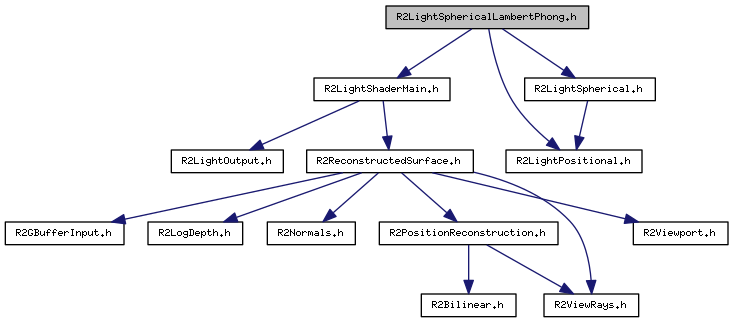 R2LightSphericalLambertPhong.h
R2LightShaderMain.h
R2LightSpherical.h
R2LightOutput.h
R2ReconstructedSurface.h
R2LightPositional.h
R2GBufferInput.h
R2LogDepth.h
R2Normals.h
R2PositionReconstruction.h
R2Viewport.h
R2Bilinear.h
R2ViewRays.h